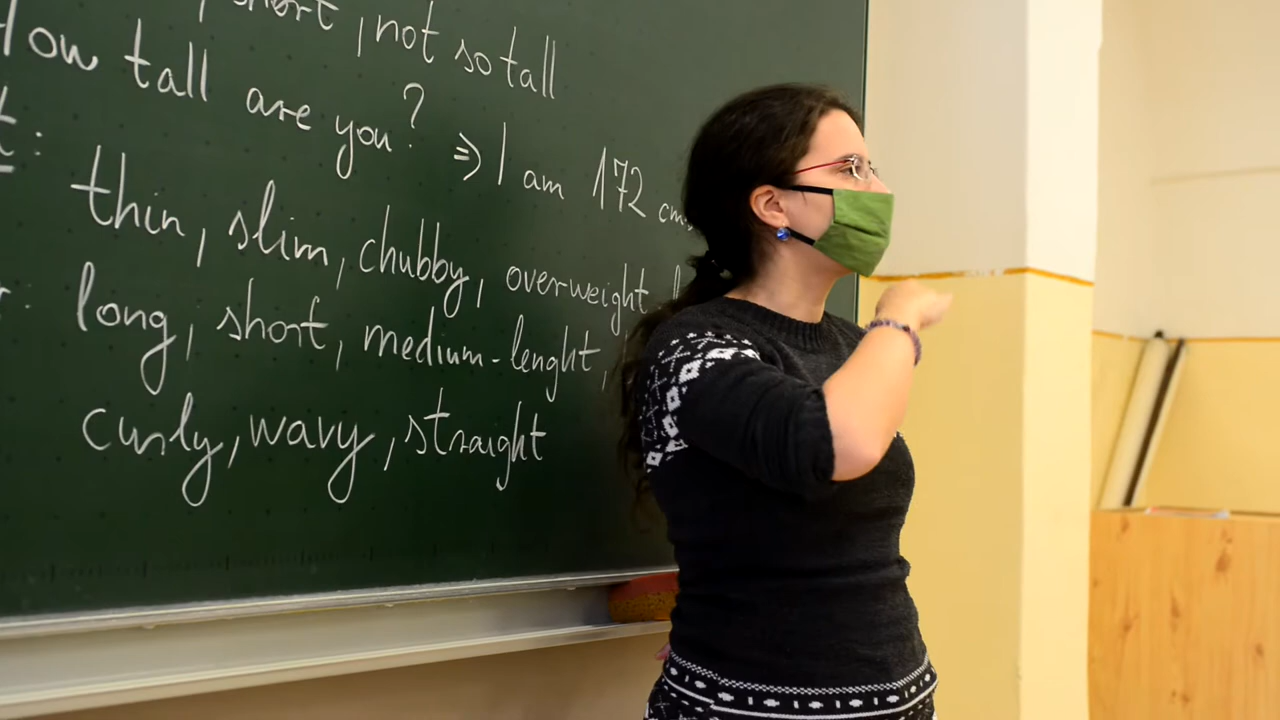 short, not so tall
How tall are you? ⇒ I am 172 cm
thin, slim, chubby, overweight
long, short, medium-lenght,
curly, wavy, straight